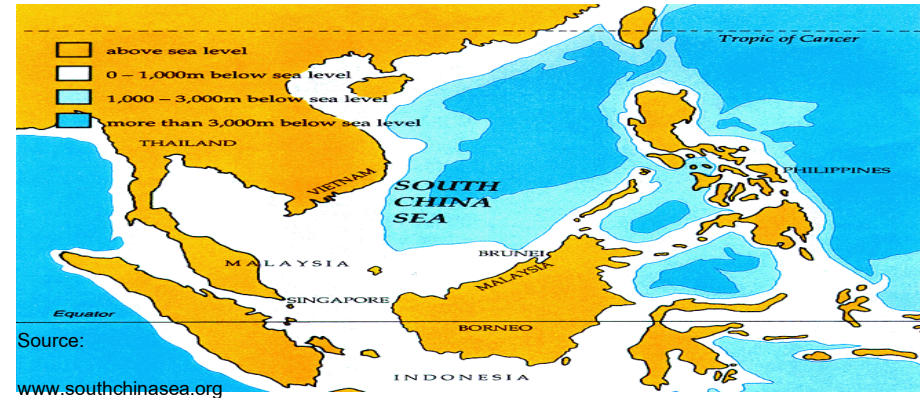 Tropic of Cancer
above sea level
0 – 1,000m below sea level
1,000 – 3,000m below sea level
more than 3,000m below sea level
THAILAND
PHILIPPINES
VIETNAM
SOUTH
CHINA
SEA
BRUNEI
MALAYSIA
MALAYSIA
SINGAPORE
Equator
BORNEO
Source:
INDONESIA
www.southchinasea.org